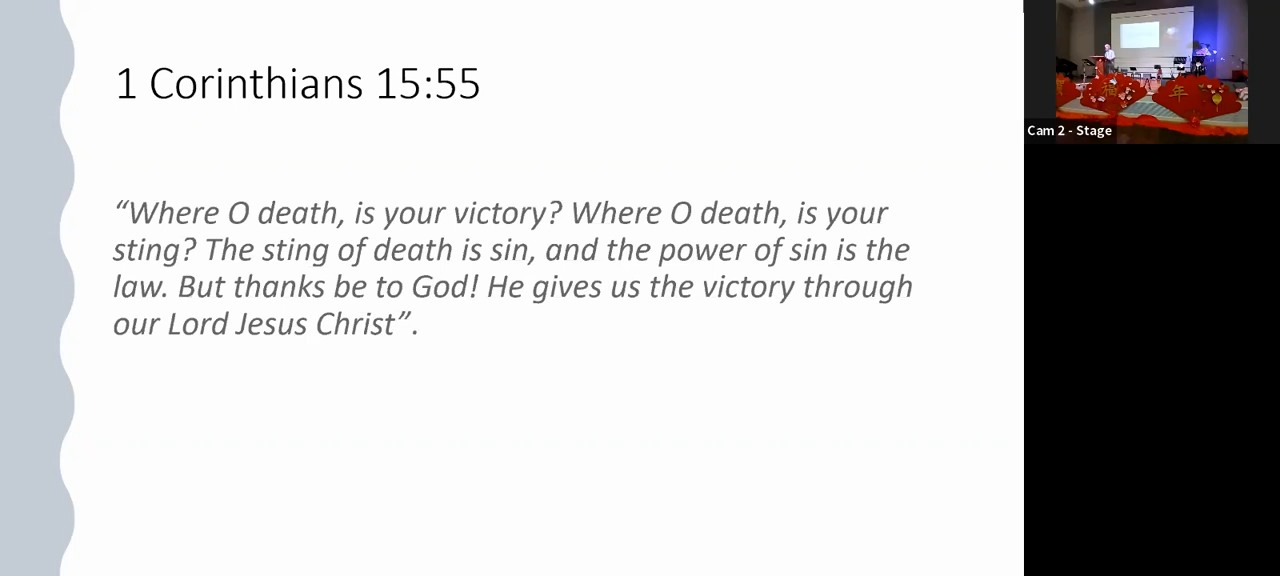 1 Corinthians 15:55
“Where O death, is your victory? Where O death, is your
sting? The sting of death is sin, and the power of sin is the
law. But thanks be to God! He gives us the victory through
our Lord Jesus Christ”.
福 年
Cam 2 - Stage